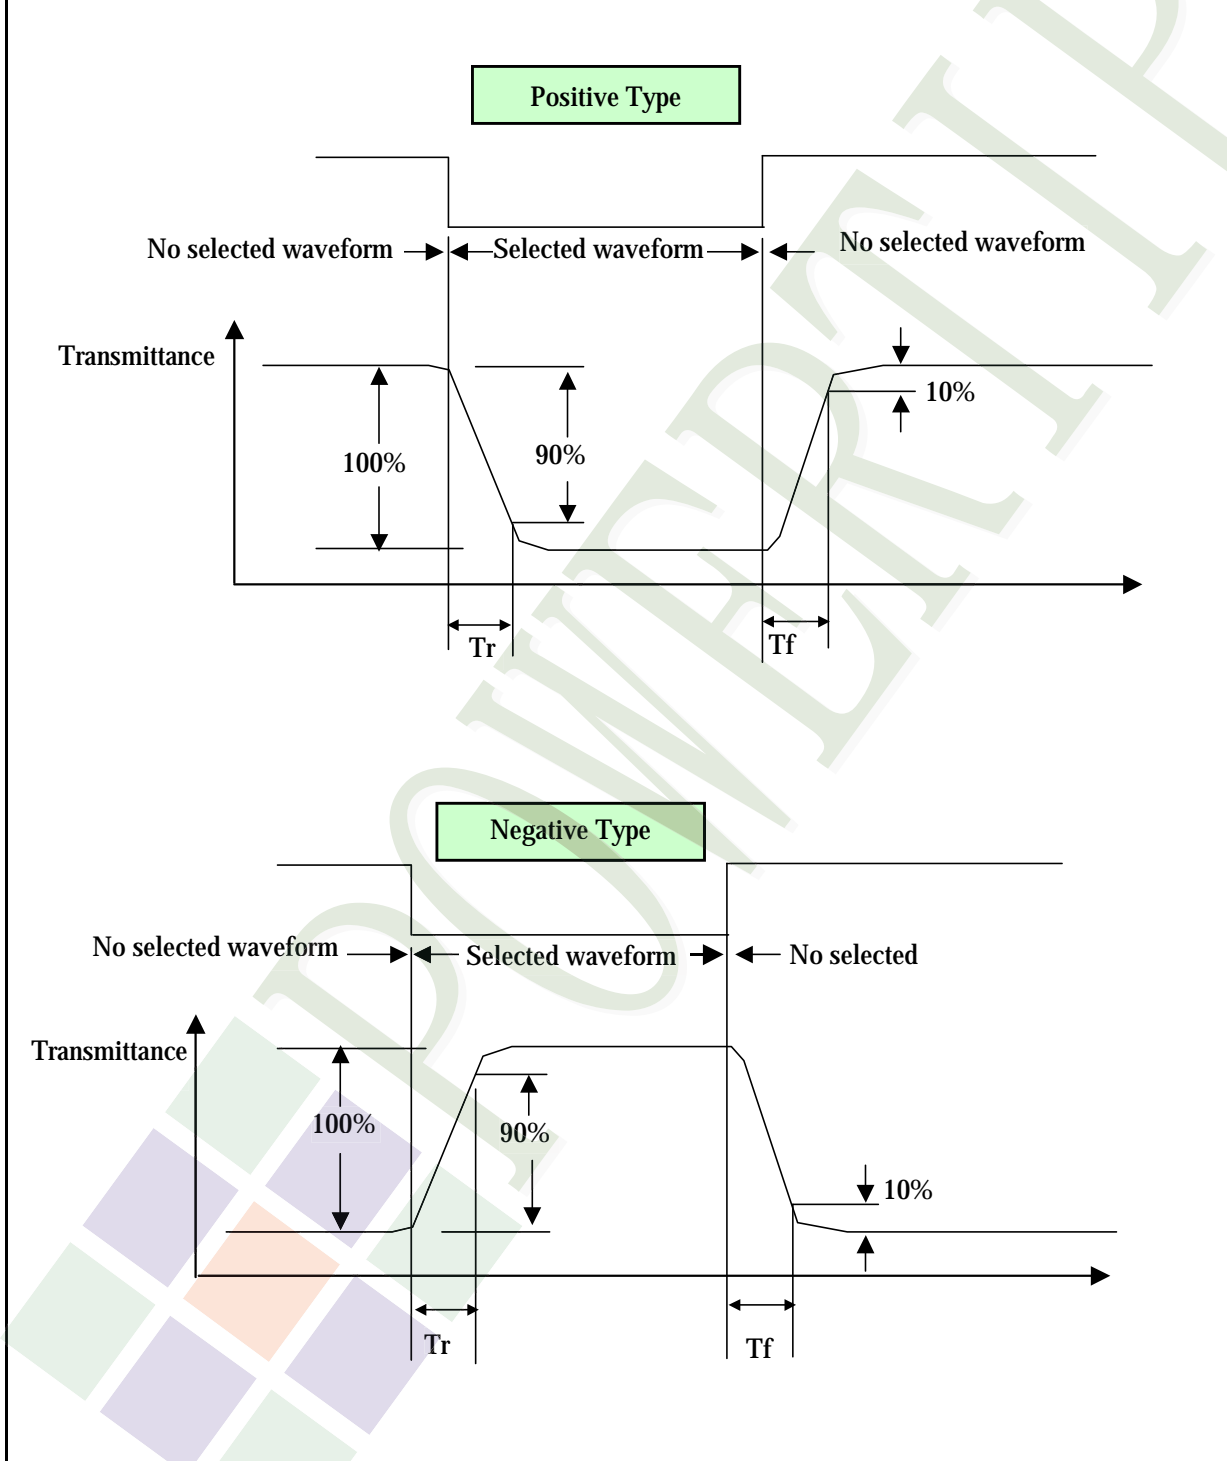 Positive Type
No selected waveform
Selected waveform
No selected waveform
Transmittance
10%
100%
90%
Tr
Tf
Negative Type
No selected waveform
Selected waveform
No selected
Transmittance
100%
90%
10%
Tr
Tf
POWERTIP